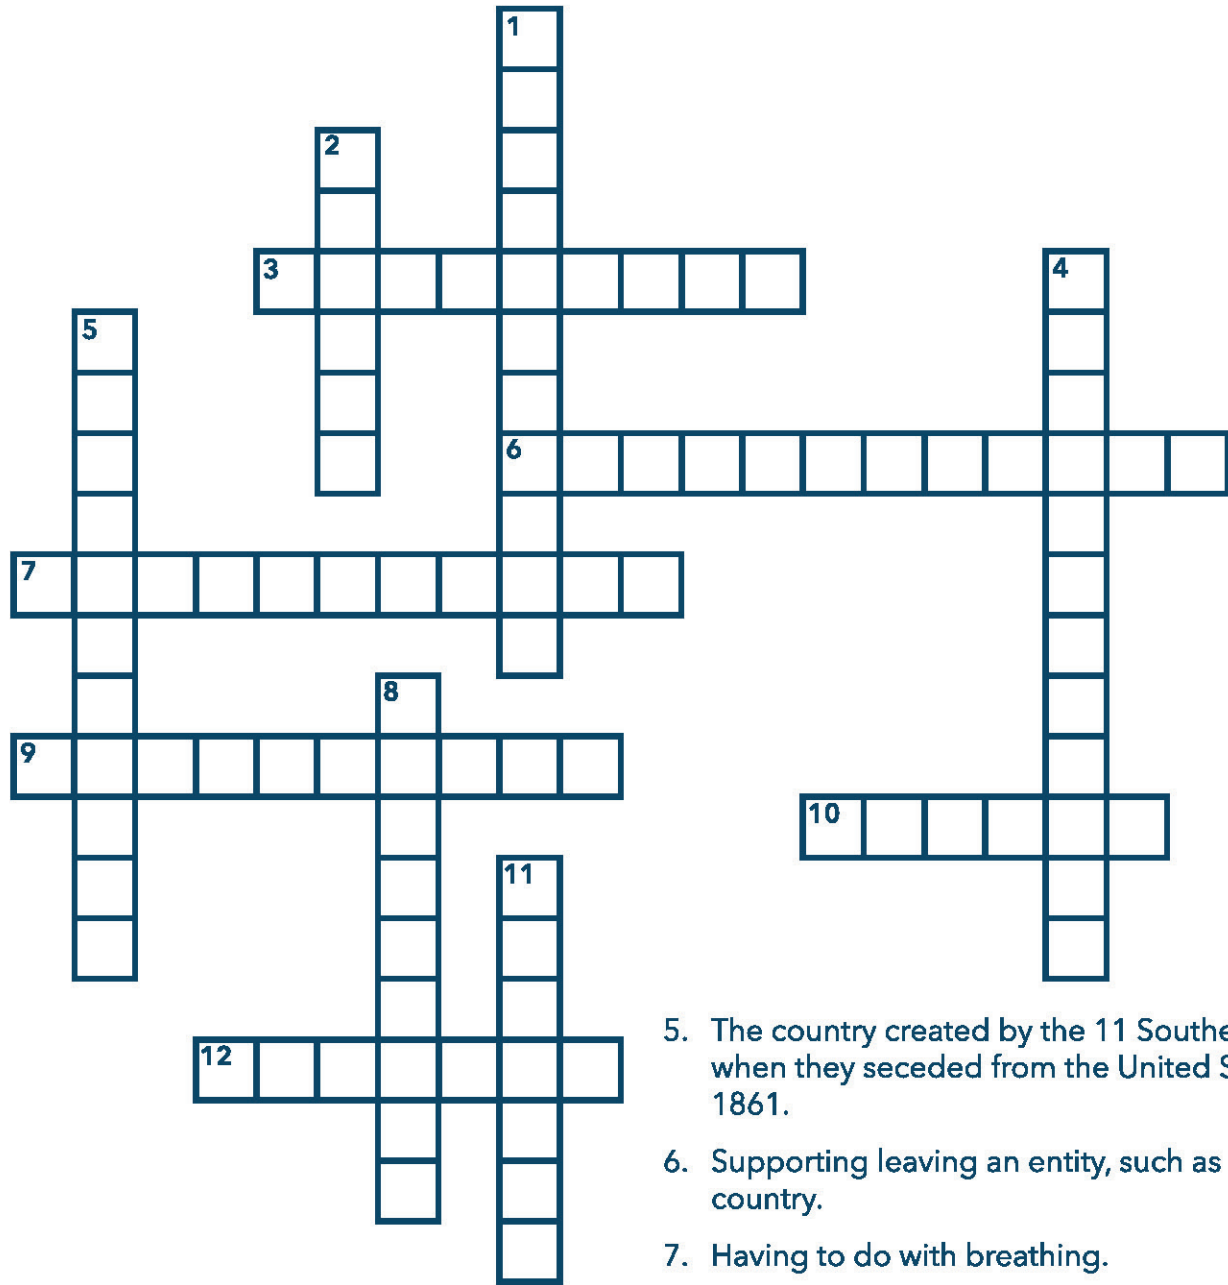 1
2
3
4
5
6
7
8
9
10
11
12
5. The country created by the 11
when they seceded from the United
1861.
6. Supporting leaving an entity, such as
country.
7. Having to do with breathing.